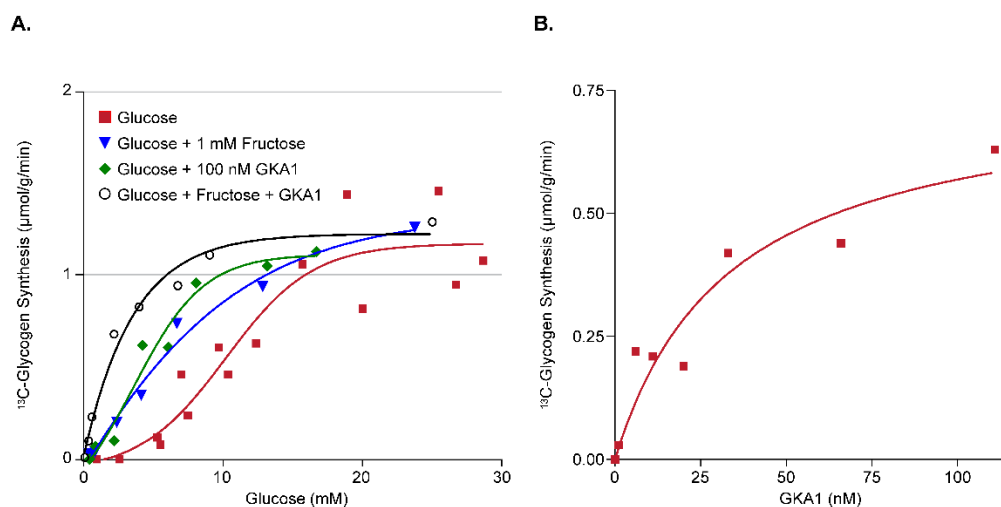 A.
¹³C-Glycogen Synthesis (µmol/g/min)
2
1
0
Glucose
Glucose + 1 mM Fructose
Glucose + 100 nM GKA1
Glucose + Fructose + GKA1
0
10
20
30
Glucose (mM)
B.
¹³C-Glycogen Synthesis (µmol/g/min)
0.75
0.50
0.25
0.00
0
25
50
75
100
GKA1 (nM)